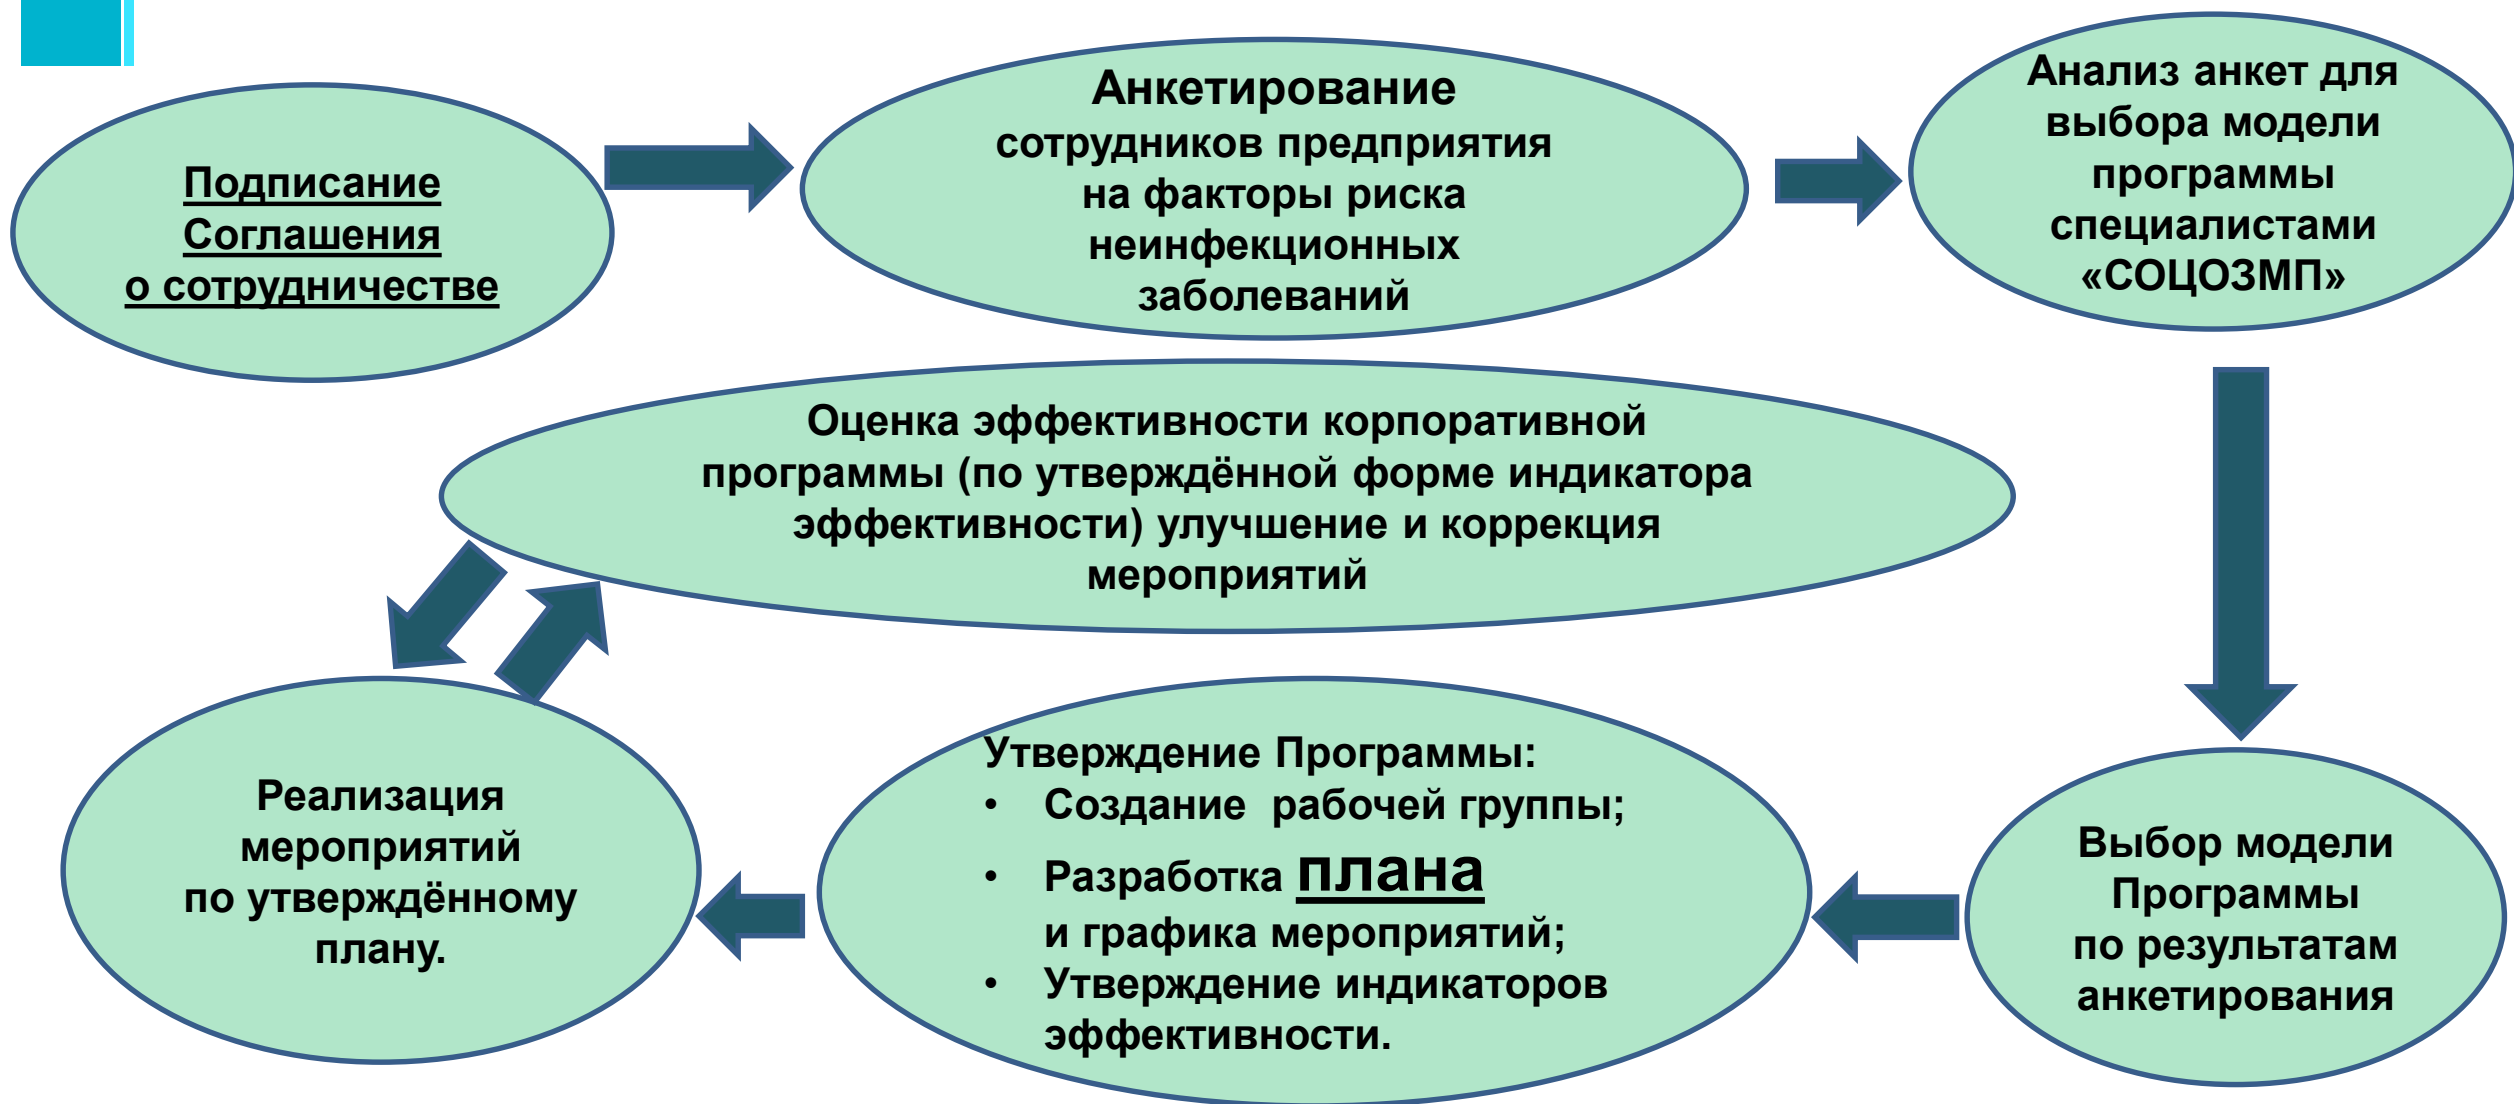 Подписание
Соглашения
о сотрудничестве
Анкетирование
сотрудников предприятия
на факторы риска
неинфекционных
заболеваний
Анализ анкет для
выбора модели
программы
специалистами
«СОЦОЗМП»
Оценка эффективности корпоративной
программы (по утверждённой форме индикатора
эффективности) улучшение и коррекция
мероприятий
Реализация
мероприятий
по утверждённому
плану.
Утверждение Программы:
• Создание рабочей группы;
• Разработка плана
и графика мероприятий;
• Утверждение индикаторов
эффективности.
Выбор модели
Программы
по результатам
анкетирования